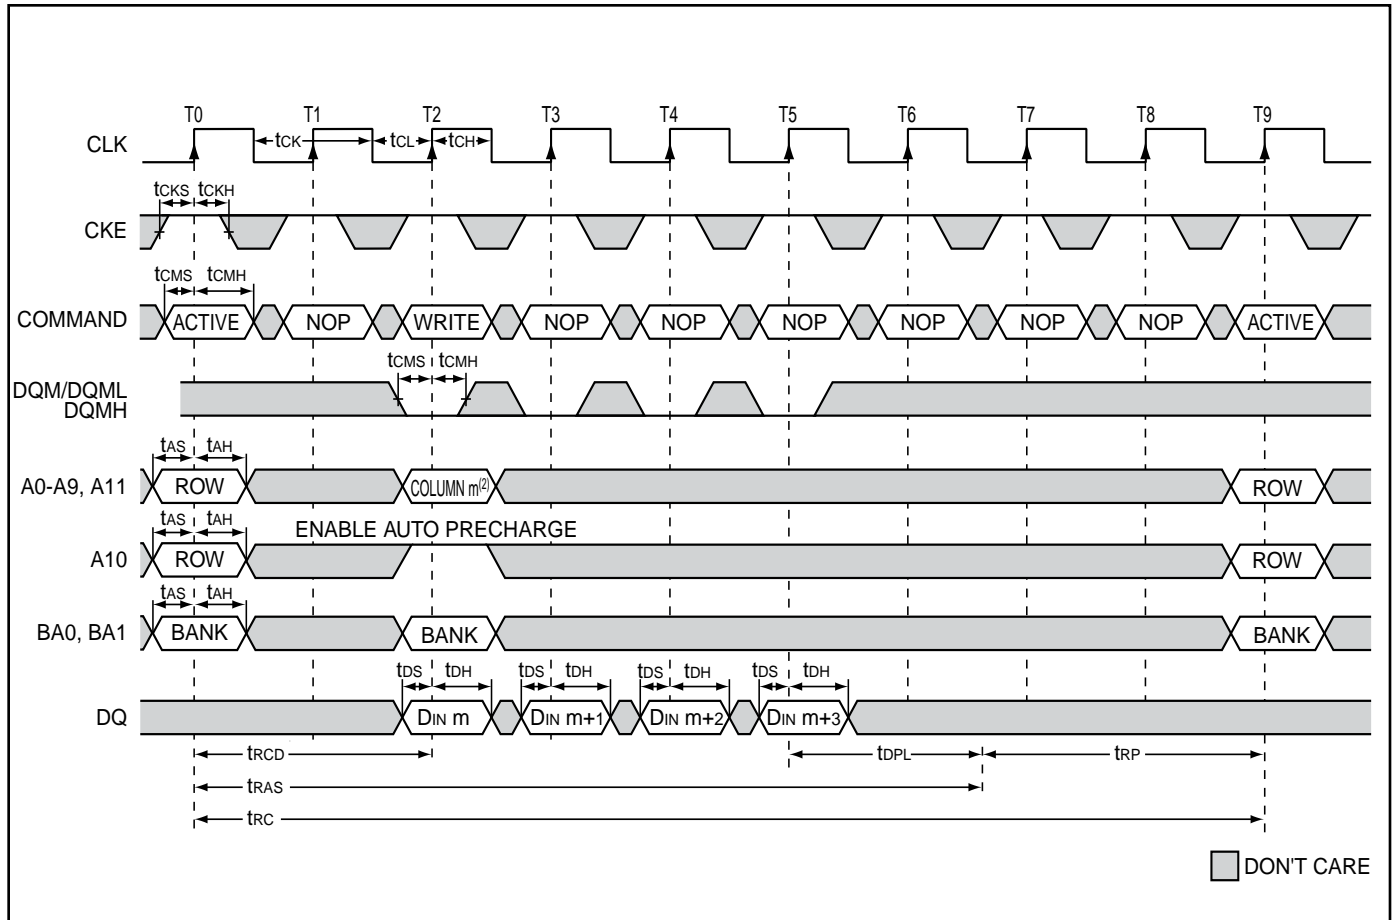 T0 T1 T2 T3 T4 T5 T6 T7 T8 T9
CLK tCK tCL tCH
tCKS tCKH
CKE
tCMS tCMH
COMMAND ACTIVE NOP WRITE NOP NOP NOP NOP NOP NOP ACTIVE
tCMS tCMH
DQM/DQML
DQMH
tAS tAH
A0-A9, A11 ROW COLUMN m(2) ROW
tAS tAH ENABLE AUTO PRECHARGE
A10 ROW ROW
tAS tAH
BA0, BA1 BANK BANK BANK
tDS tDH tDS tDH tDS tDH tDS tDH
DQ DIN m DIN m+1 DIN m+2 DIN m+3
tRCD tDPL tRP
tRAS
tRC
DON'T CARE